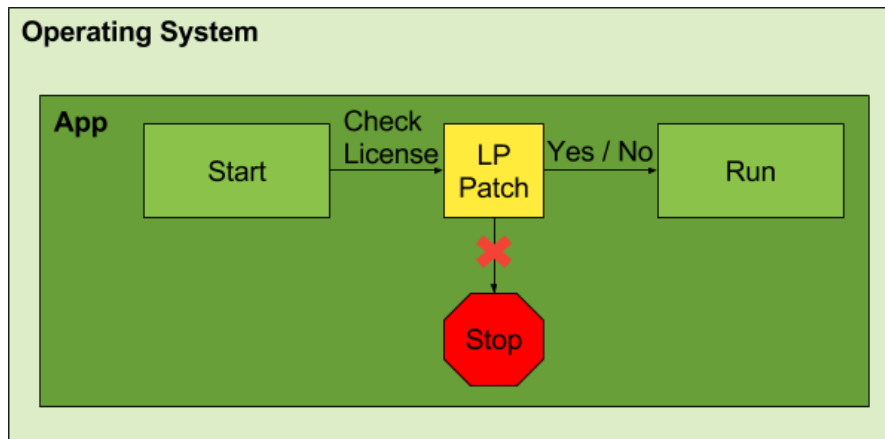 Operating System
App
Start
Check
License
LP
Patch
Yes / No
Run
Stop